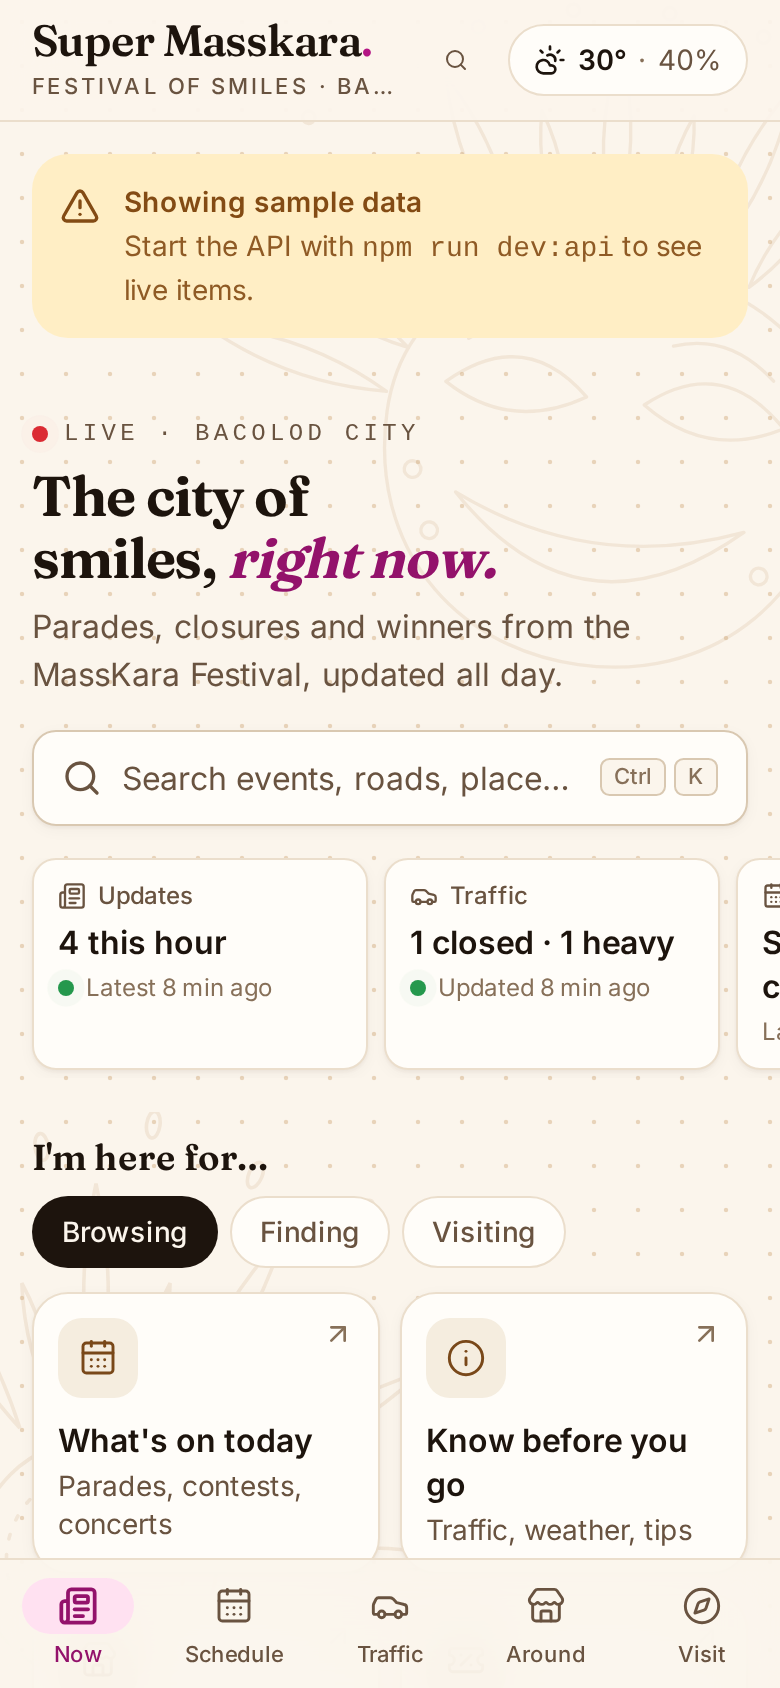 Super Masskara.
FESTIVAL OF SMILES · BA…
30° · 40%
Showing sample data
Start the API with npm run dev:api to see
live items.
LIVE · BACOLOD CITY
The city of
smiles, right now.
Parades, closures and winners from the
MassKara Festival, updated all day.
Search events, roads, place… Ctrl K
Updates
4 this hour
Latest 8 min ago
Traffic
1 closed · 1 heavy
Updated 8 min ago
I'm here for…
Browsing
Finding
Visiting
What's on today
Parades, contests,
concerts
Know before you
go
Traffic, weather, tips
Now
Schedule
Traffic
Around
Visit